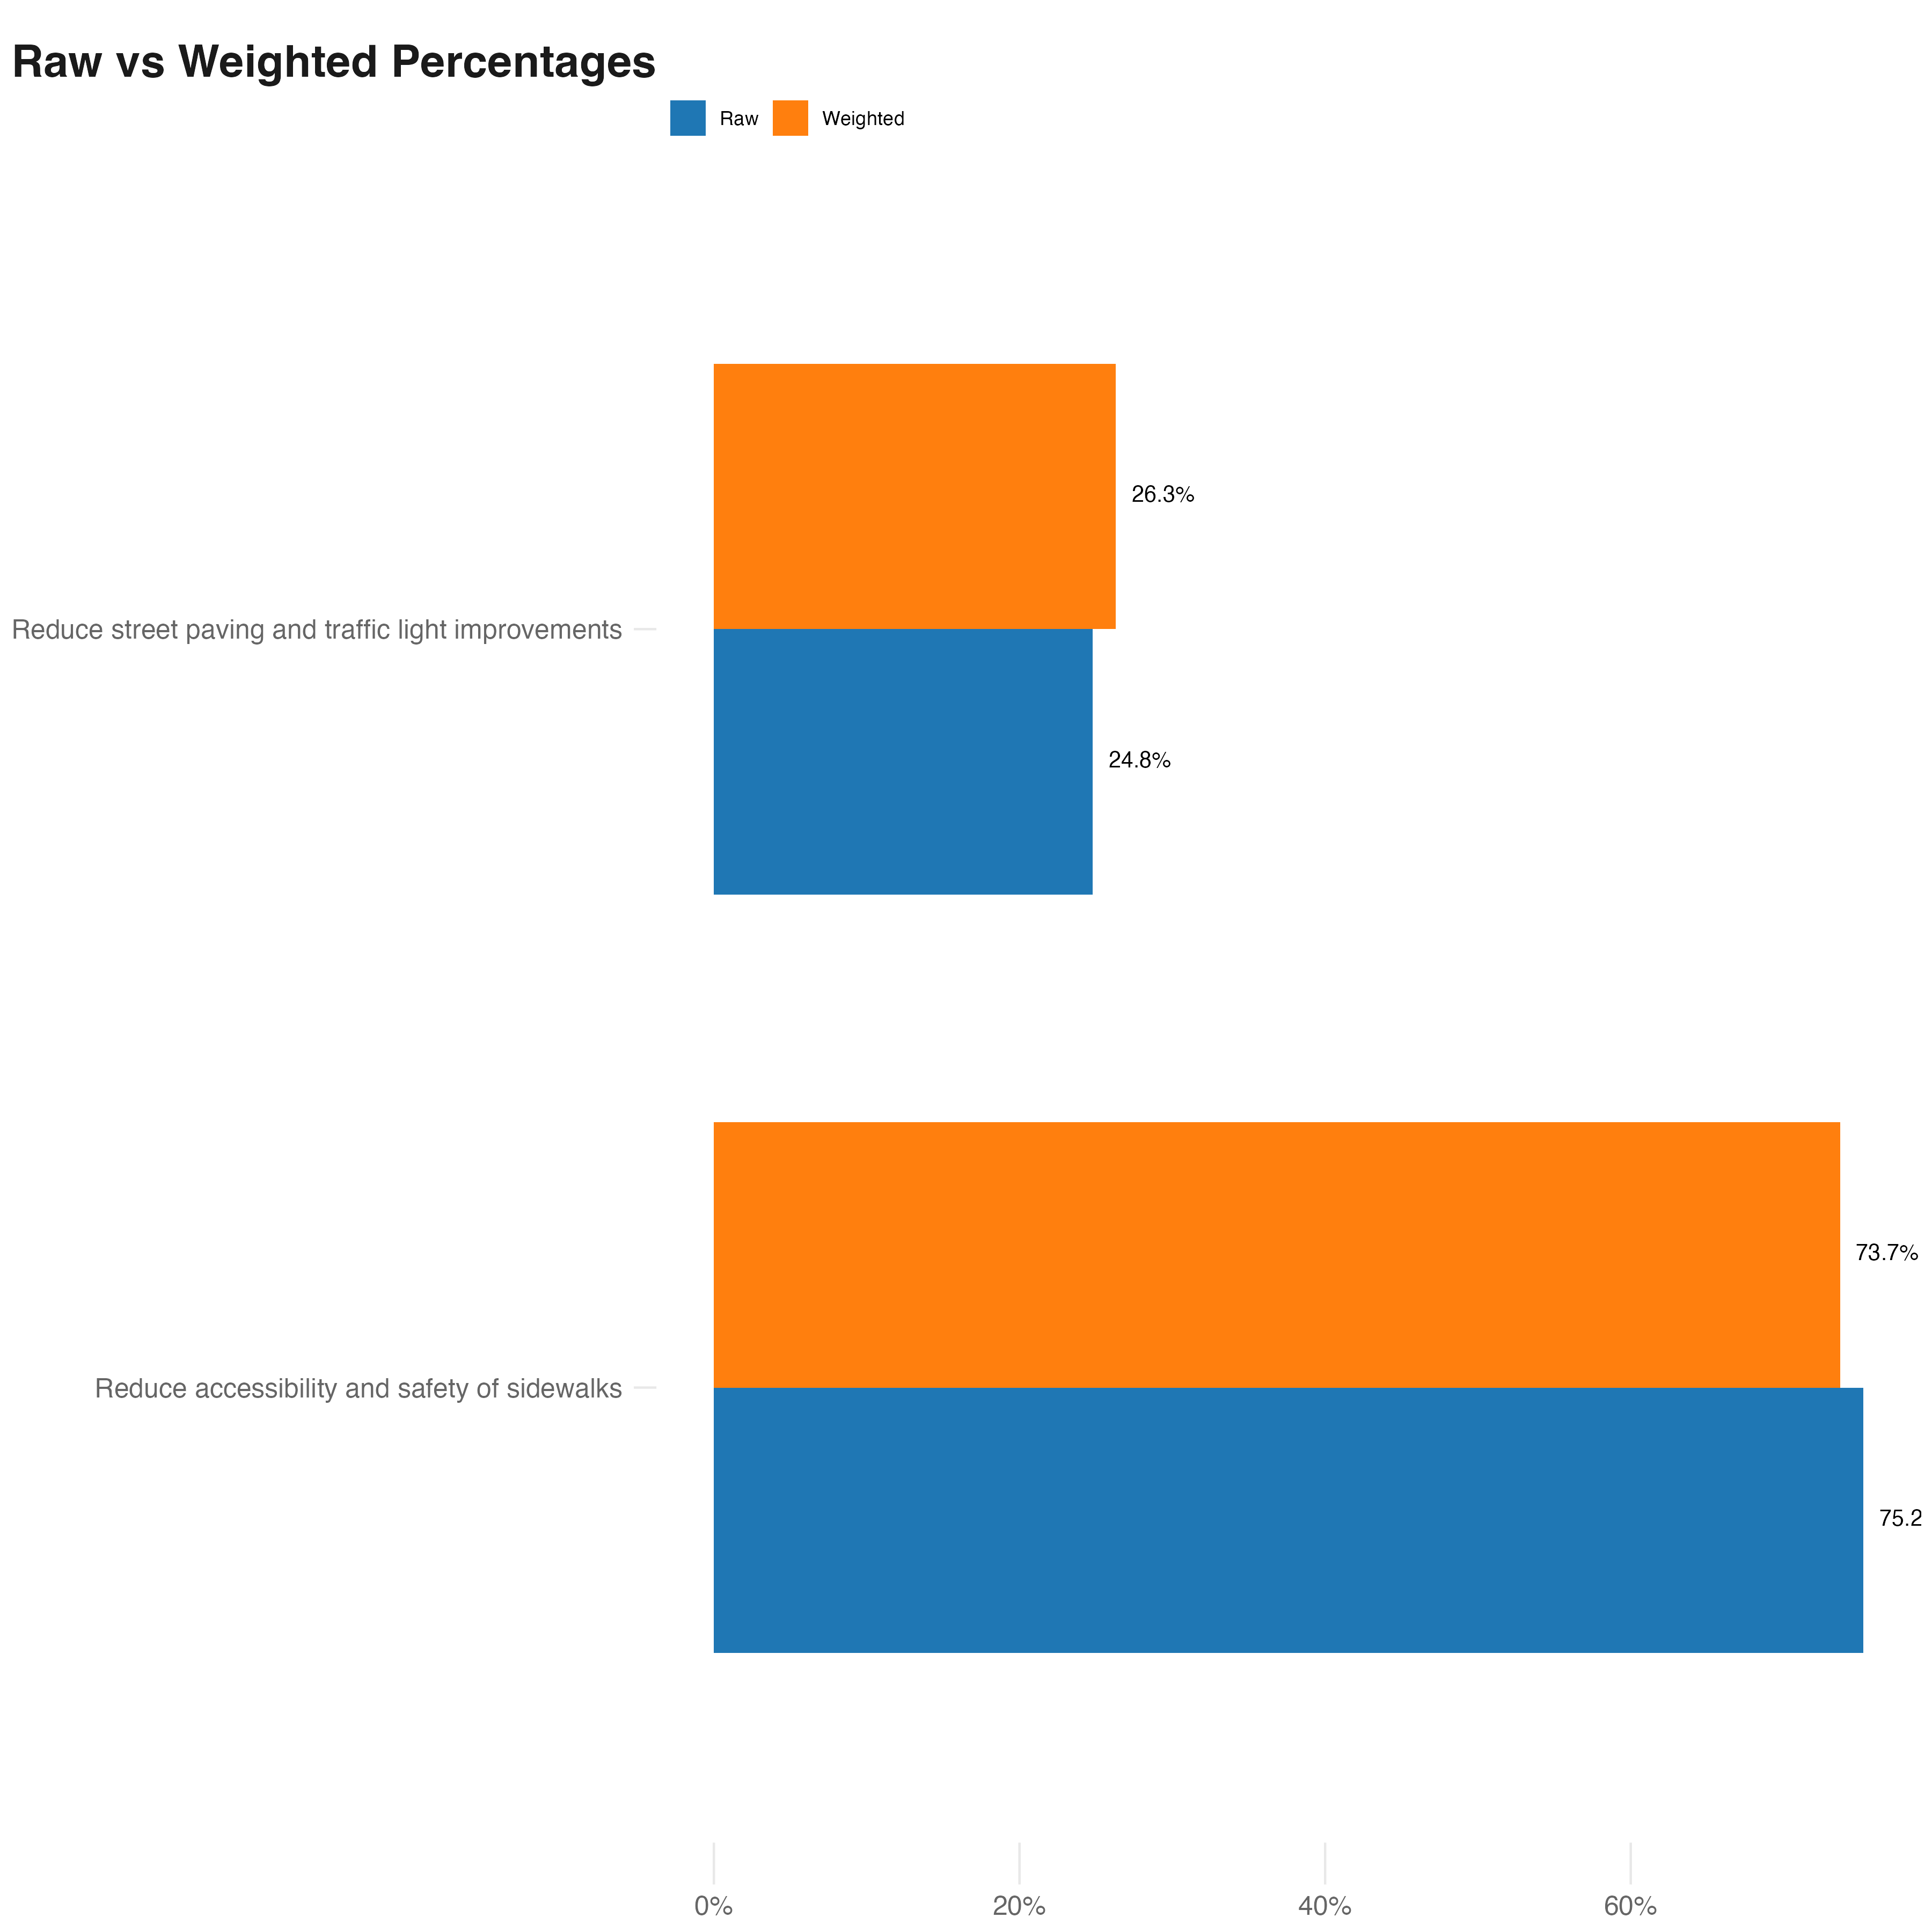 Raw vs Weighted Percentages
Raw Weighted
26.3%
Reduce street paving and traffic light improvements
24.8%
73.7%
Reduce accessibility and safety of sidewalks
75.2
0% 20% 40% 60%